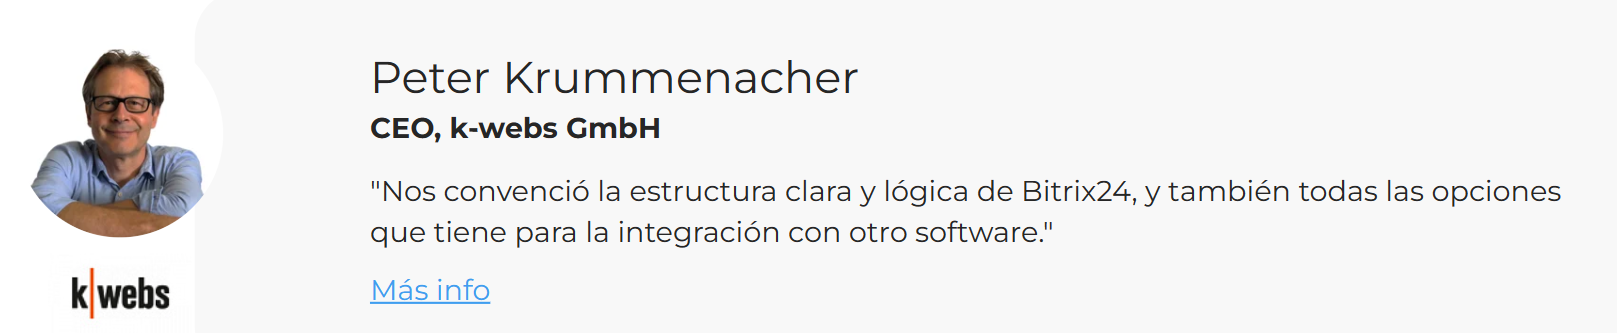 Peter Krummenacher
CEO, k-webs GmbH
"Nos convenció la estructura clara y lógica de Bitrix24, y también todas las opciones
que tiene para la integración con otro software."
Más info
k|webs